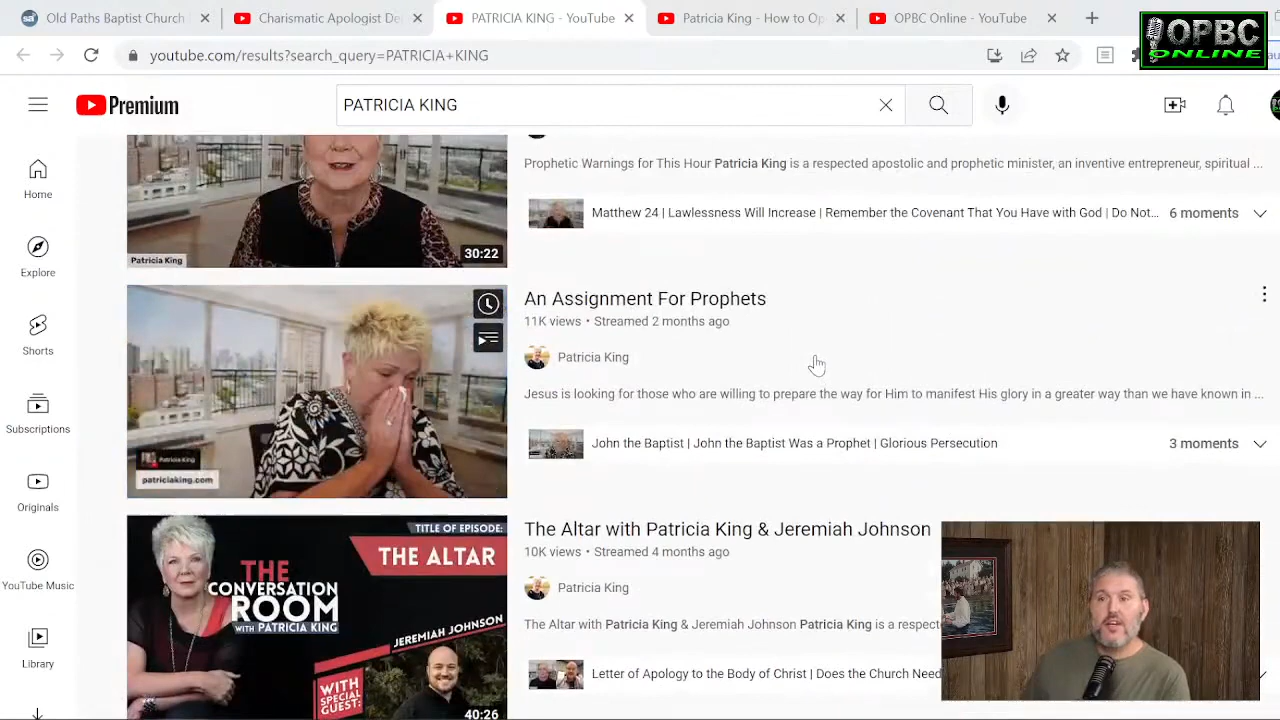 Old Paths Baptist Church
Charismatic Apologist De
PATRICIA KING - YouTube
Patricia King - How to Op
OPBC Online - YouTube
OPBC
ONLINE
youtube.com/results?search_query=PATRICIA+KING
Premium
PATRICIA KING
Home
Explore
Shorts
Subscriptions
Originals
YouTube Music
Library
Patricia King
30:22
Prophetic Warnings for This Hour Patricia King is a respected apostolic and prophetic minister, an inventive entrepreneur, spiritual ...
Matthew 24 | Lawlessness Will Increase | Remember the Covenant That You Have with God | Do Not...
6 moments
Patricia King
patriciaking.com
An Assignment For Prophets
11K views • Streamed 2 months ago
Patricia King
Jesus is looking for those who are willing to prepare the way for Him to manifest His glory in a greater way than we have known in ...
John the Baptist | John the Baptist Was a Prophet | Glorious Persecution
3 moments
TITLE OF EPISODE:
THE ALTAR
THE
CONVERSATION
ROOM
WITH PATRICIA KING
JEREMIAH JOHNSON
WITH
SPECIAL
GUEST:
40:26
The Altar with Patricia King & Jeremiah Johnson
10K views • Streamed 4 months ago
Patricia King
The Altar with Patricia King & Jeremiah Johnson Patricia King is a respect
Letter of Apology to the Body of Christ | Does the Church Need